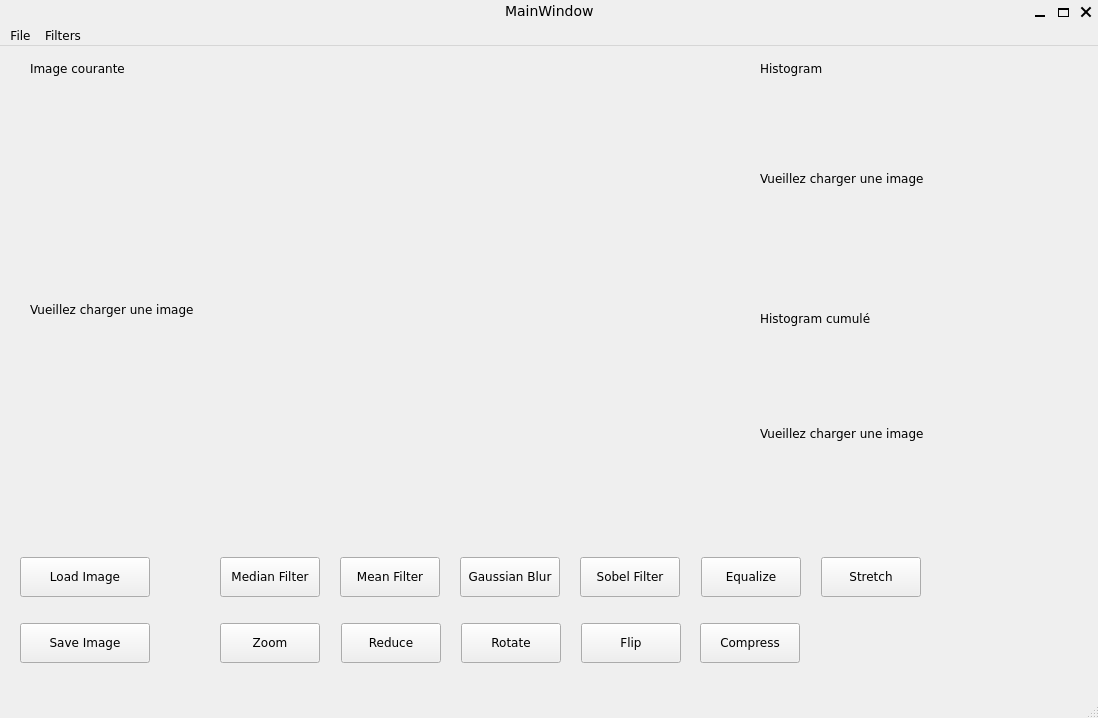 MainWindow
File Filters
Image courante
Histogram
Vueillez charger une image
Vueillez charger une image
Histogram cumulé
Vueillez charger une image
Load Image Median Filter Mean Filter Gaussian Blur Sobel Filter Equalize Stretch
Save Image Zoom Reduce Rotate Flip Compress